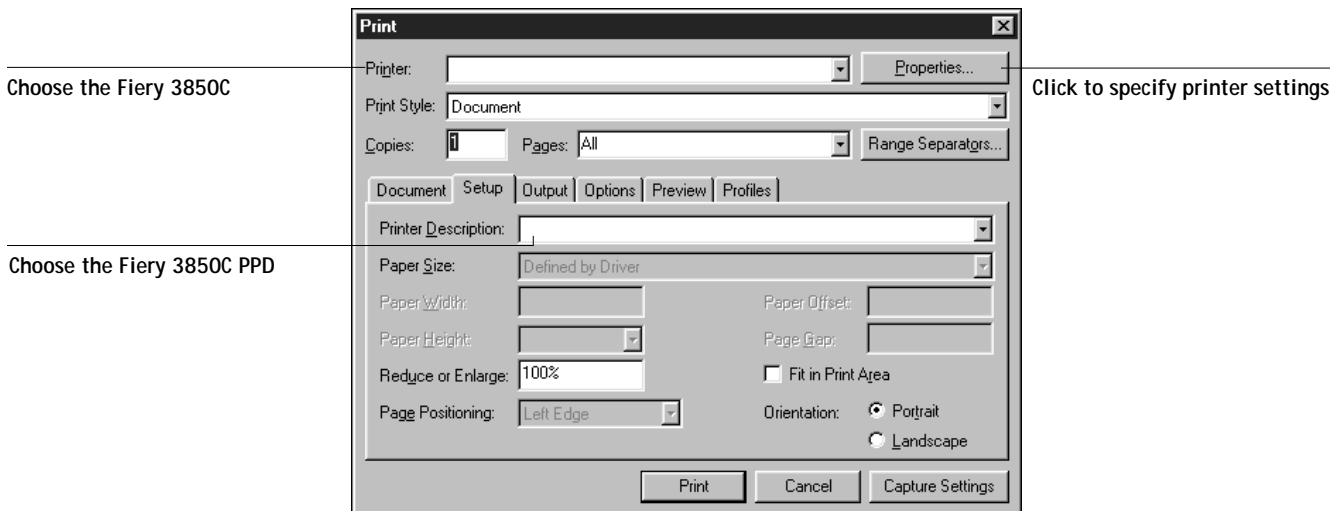 Print
Printer:
Properties...
Choose the Fiery 3850C
Click to specify printer settings
Print Style: Document
Copies: 1 Pages: All Range Separators...
Document Setup Output Options Preview Profiles
Printer Description:
Choose the Fiery 3850C PPD
Paper Size: Defined by Driver
Paper Width: Paper Offset:
Paper Height: Page Gap:
Reduce or Enlarge: 100% Fit in Print Area
Page Positioning: Left Edge Orientation: Portrait
Landscape
Print Cancel Capture Settings